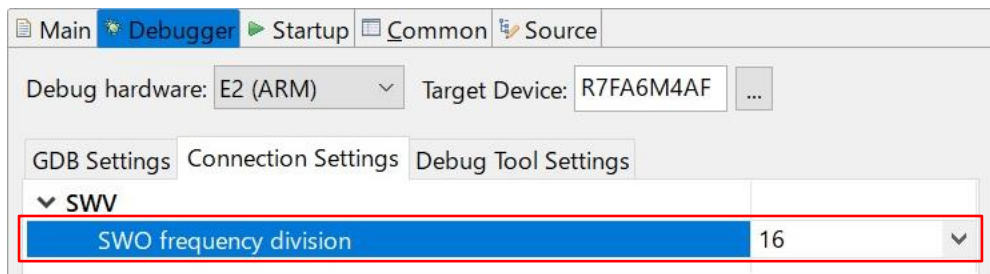 Main Debugger Startup Common Source
Debug hardware: E2 (ARM) Target Device: R7FA6M4AF ...
GDB Settings Connection Settings Debug Tool Settings
SWV
SWO frequency division 16